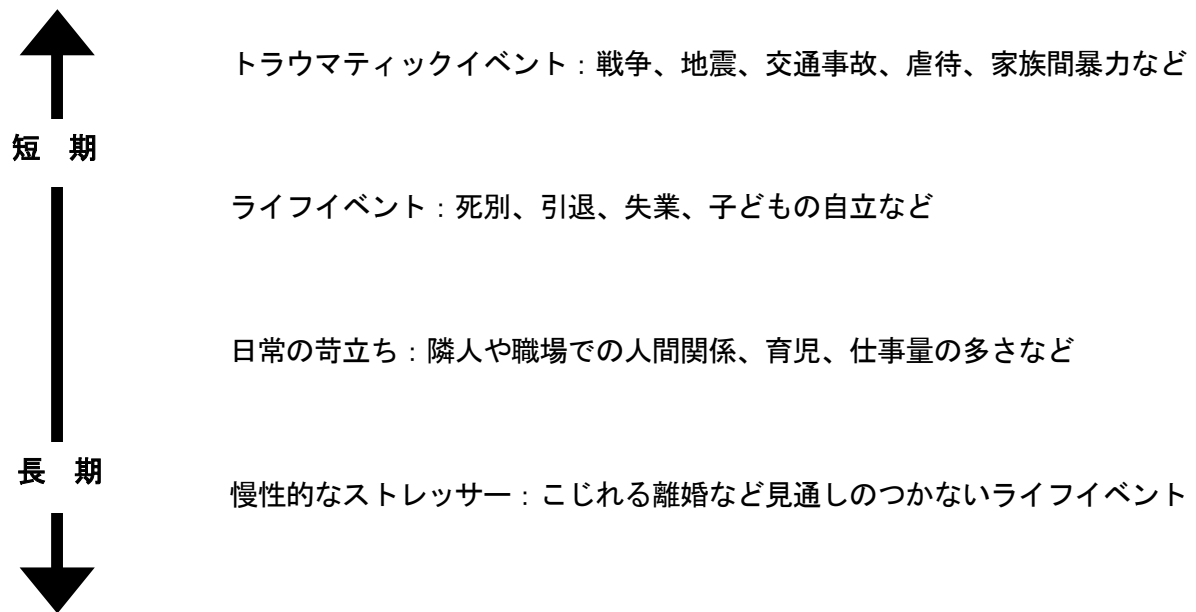 トラウマティックイベント：戦争、地震、交通事故、虐待、家族間暴力など
短　期
ライフイベント：死別、引退、失業、子どもの自立など
日常の苛立ち：隣人や職場での人間関係、育児、仕事量の多さなど
長　期
慢性的なストレッサー：こじれる離婚など見通しのつかないライフイベント